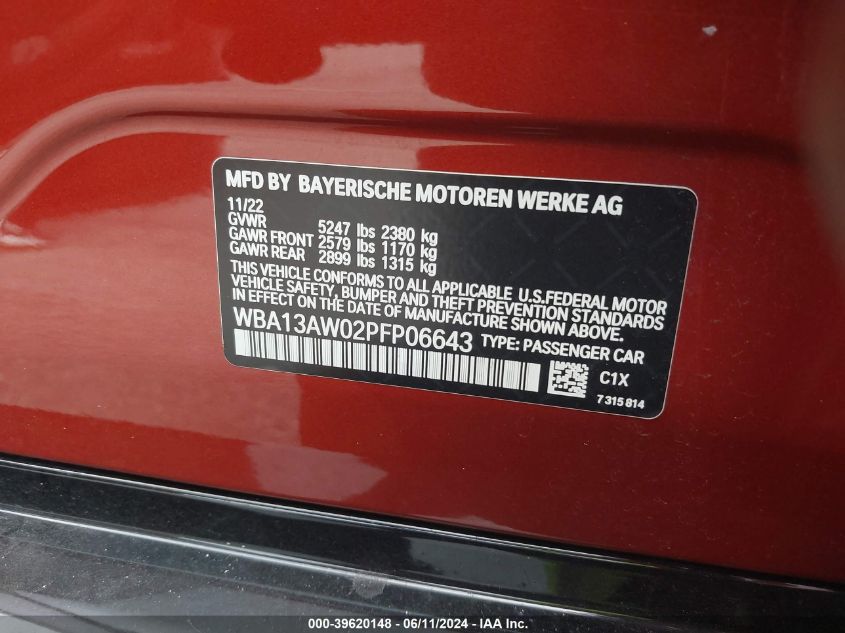 MFD BY BAYERISCHE MOTOREN WERKE AG
11/22
GVWR 5247 lbs 2380 kg
GAWR FRONT 2579 lbs 1170 kg
GAWR REAR 2899 lbs 1315 kg
THIS VEHICLE CONFORMS TO ALL APPLICABLE U.S.FEDERAL MOTOR
VEHICLE SAFETY, BUMPER AND THEFT PREVENTION STANDARDS
IN EFFECT ON THE DATE OF MANUFACTURE SHOWN ABOVE.
WBA13AW02PFP06643 TYPE: PASSENGER CAR
C1X
7315814
000-39620148 - 06/11/2024 - IAA Inc.